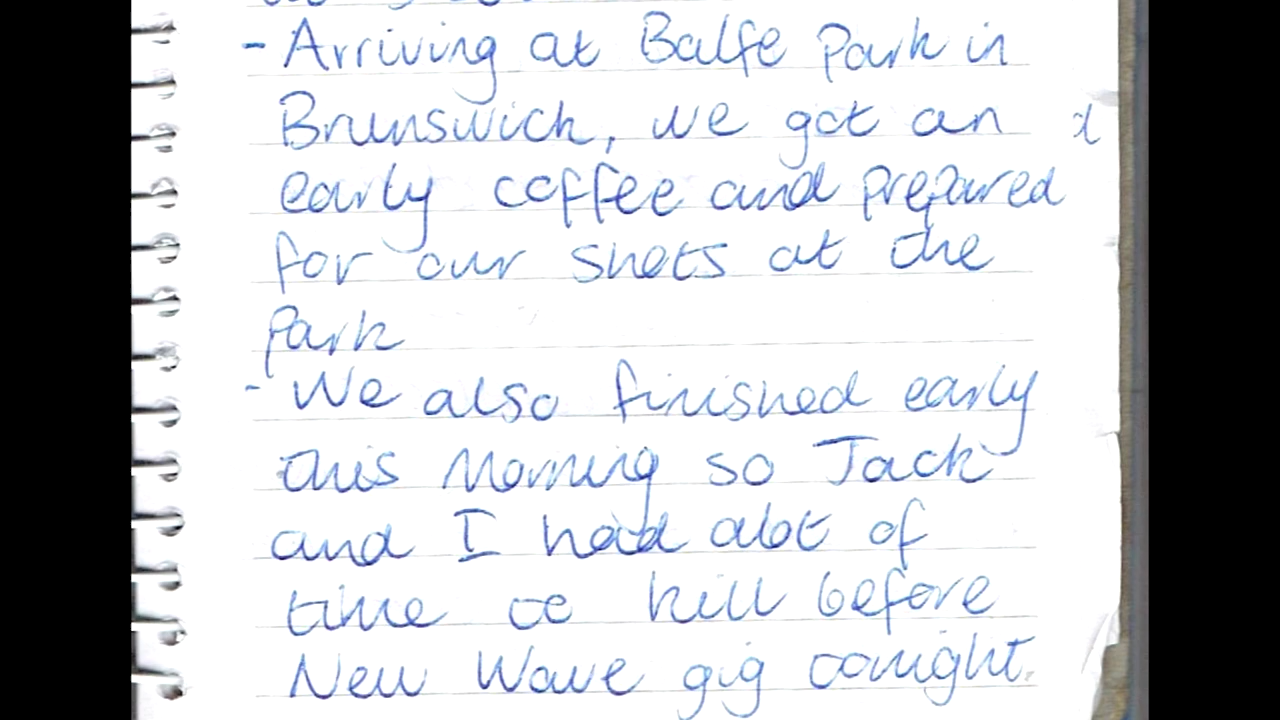 - Arriving at Balfe Park in
Brunswick, we got an
early coffee and prepared
for our shots at the
park
- We also finished early
this morning so Jack
and I had alot of
time to kill before
New Wave gig tonight.